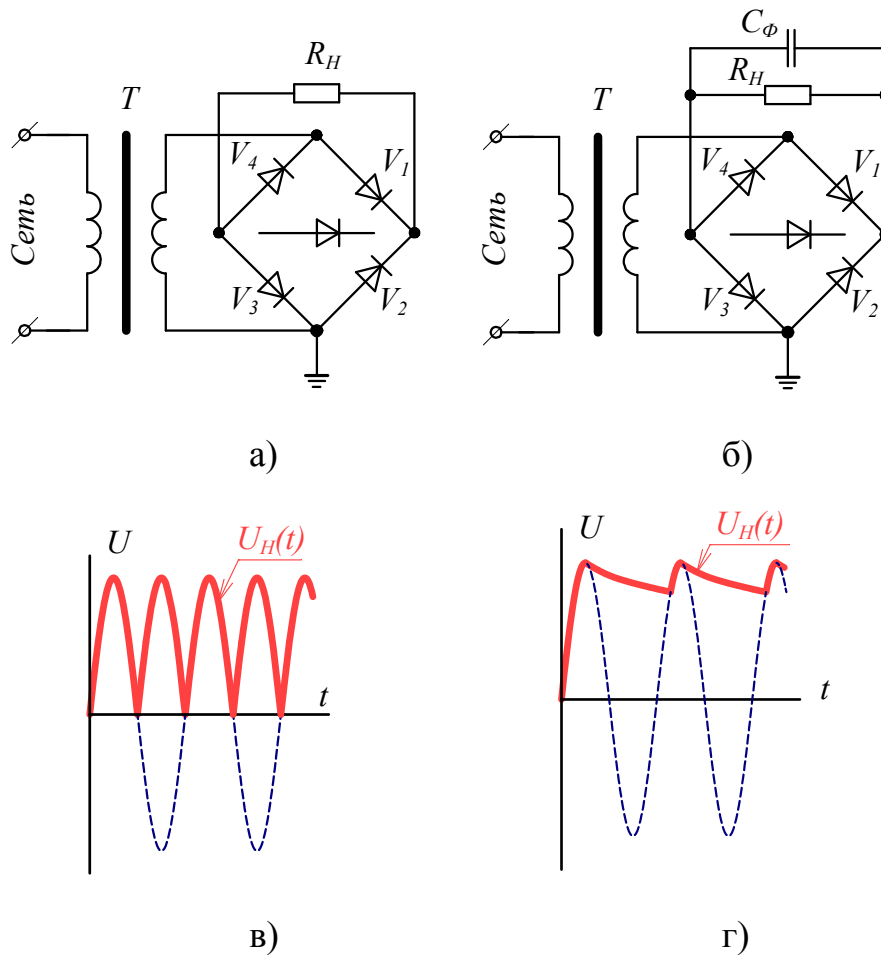 R_H
T
V_4
V_1
Сеть
V_3
V_2
а)
C_Ф
R_H
T
V_4
V_1
Сеть
V_3
V_2
б)
U
U_H(t)
t
в)
U
U_H(t)
t
г)